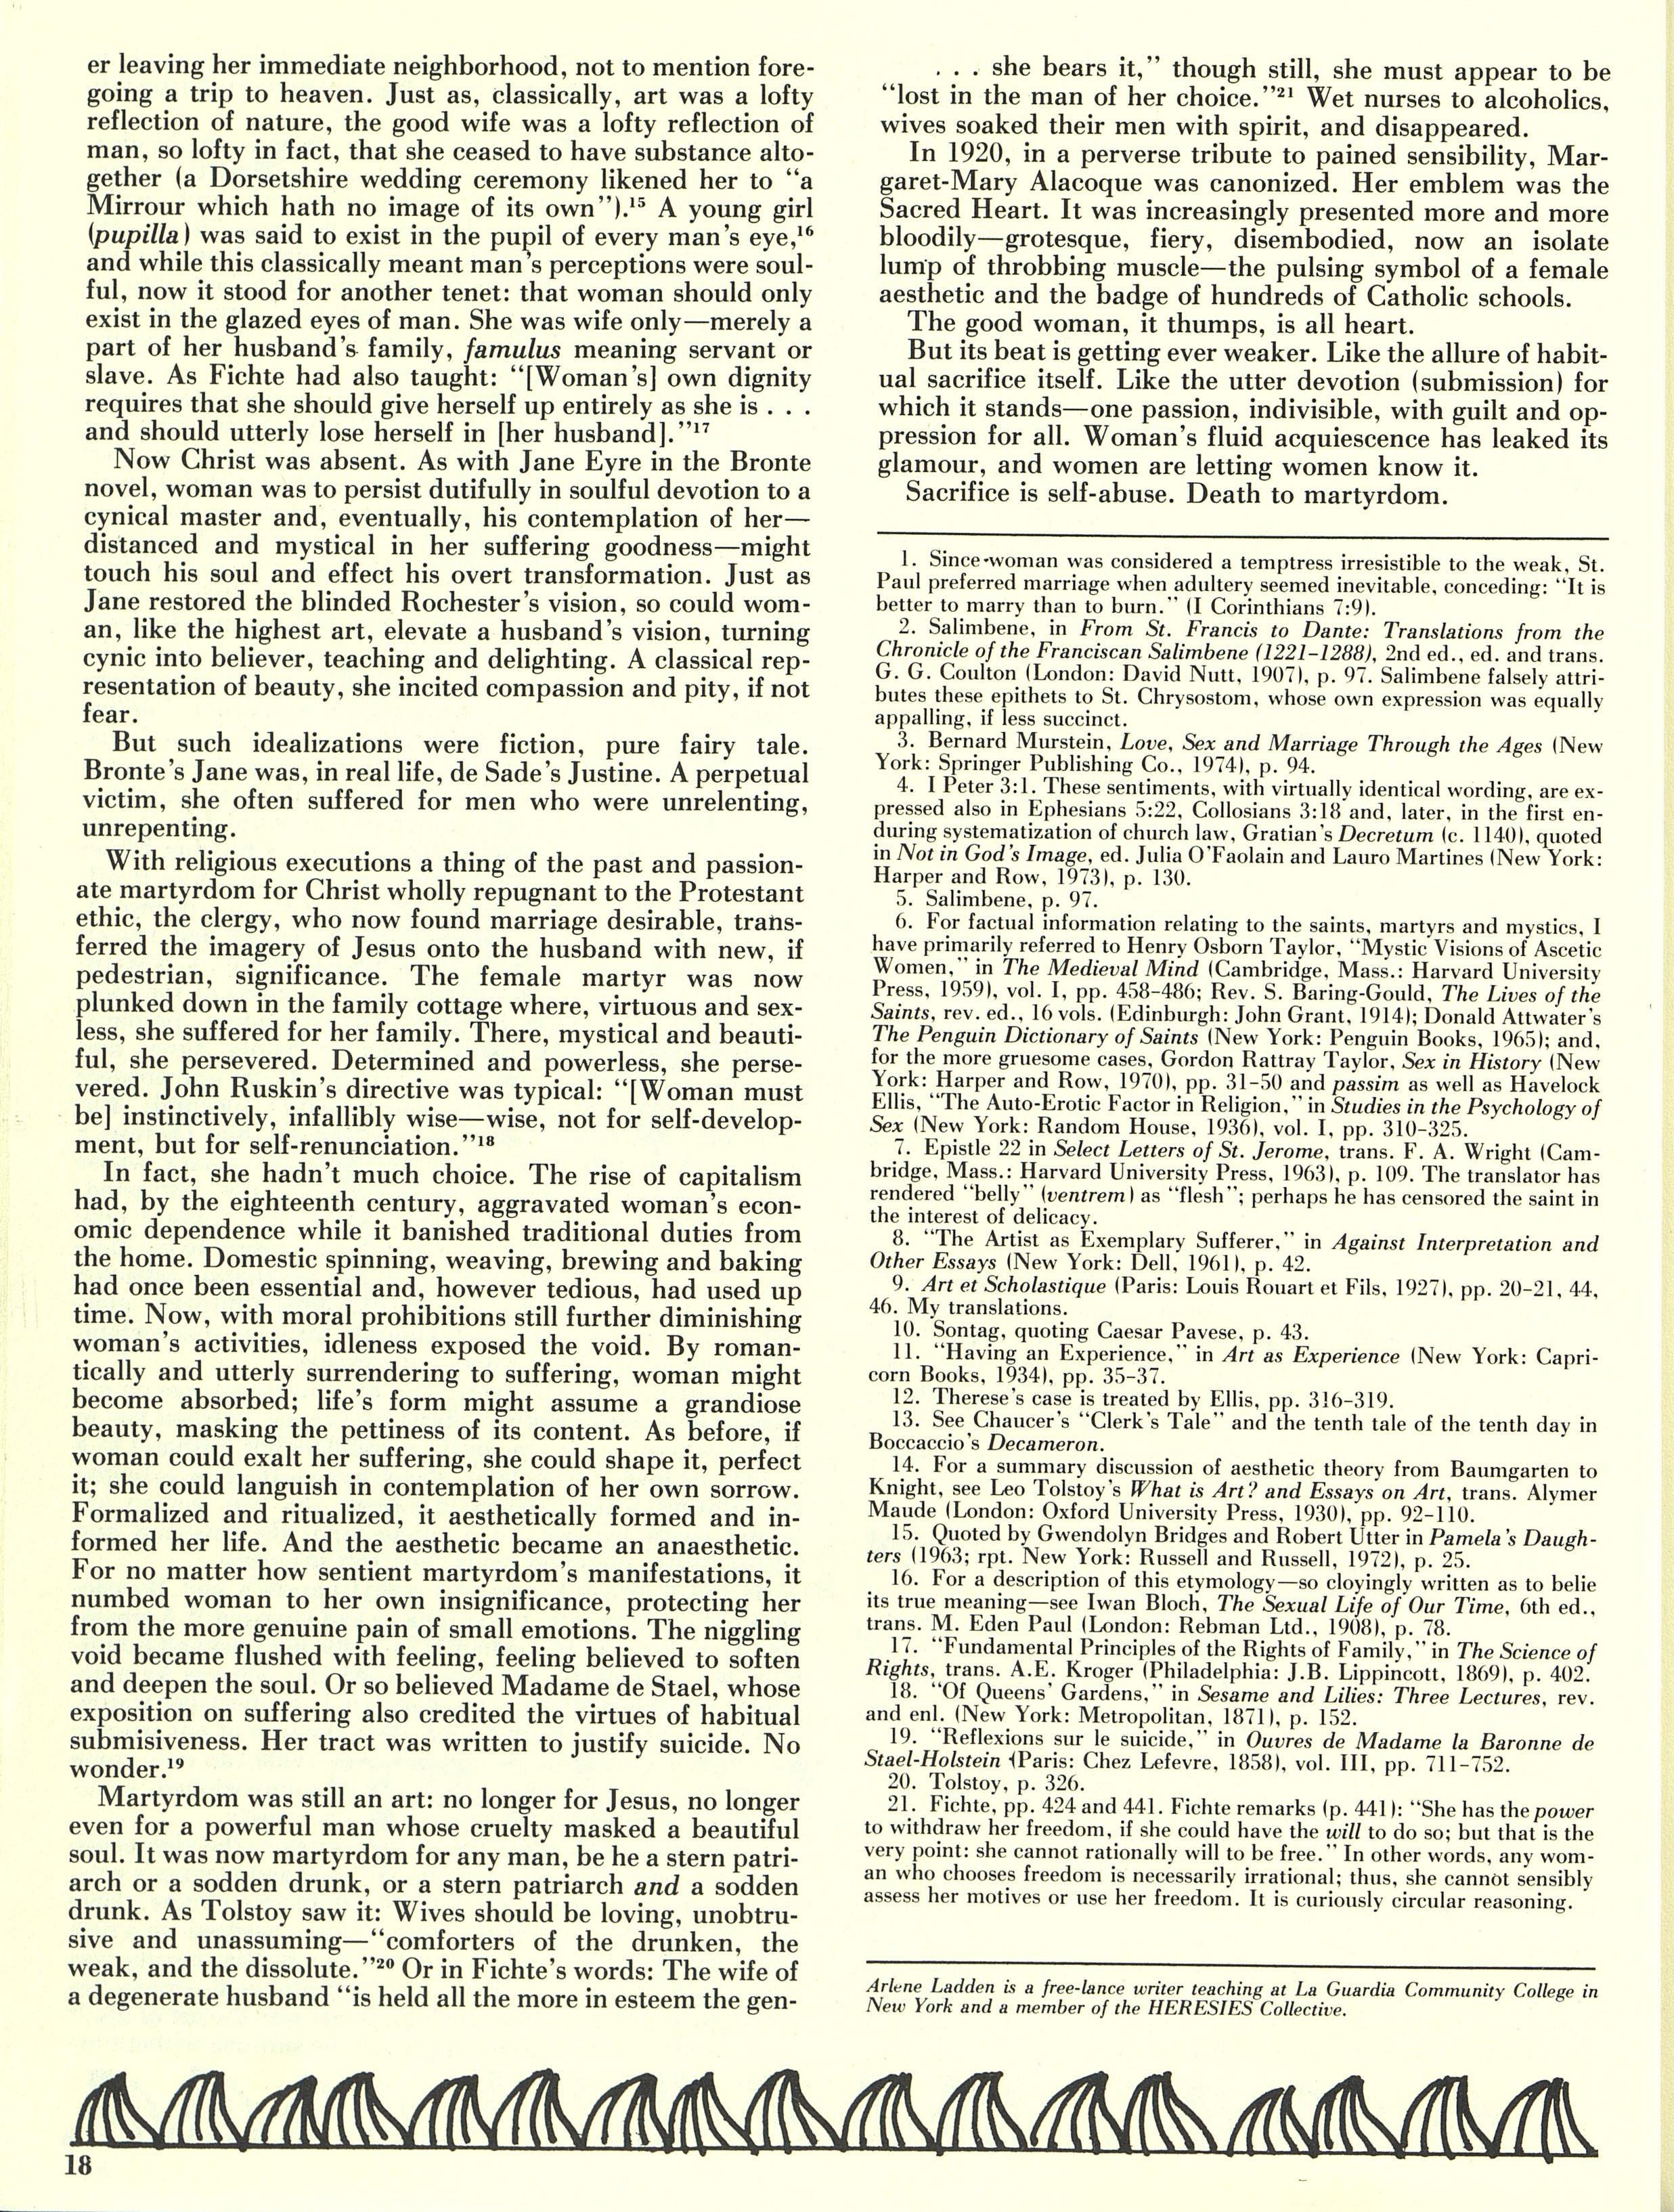 er leaving her immediate neighborhood, not to mention fore-
going a trip to heaven. Just as, classically, art was a lofty
reflection of nature, the good wife was a lofty reflection of
man, so lofty in fact, that she ceased to have substance alto-
gether (a Dorsetshire wedding ceremony likened her to “a
Mirrour which hath no image of its own”).¹⁵ A young girl
(pupilla) was said to exist in the pupil of every man’s eye,¹⁶
and while this classically meant man’s perceptions were soul-
ful, now it stood for another tenet: that woman should only
exist in the glazed eyes of man. She was wife only—merely a
part of her husband’s family, famulus meaning servant or
slave. As Fichte had also taught: “[Woman’s] own dignity
requires that she should give herself up entirely as she is . . .
and should utterly lose herself in [her husband].”¹⁷
Now Christ was absent. As with Jane Eyre in the Bronte
novel, woman was to persist dutifully in soulful devotion to a
cynical master and, eventually, his contemplation of her—
distanced and mystical in her suffering goodness—might
touch his soul and effect his overt transformation. Just as
Jane restored the blinded Rochester’s vision, so could wom-
an, like the highest art, elevate a husband’s vision, turning
cynic into believer, teaching and delighting. A classical rep-
resentation of beauty, she incited compassion and pity, if not
fear.
But such idealizations were fiction, pure fairy tale.
Bronte’s Jane was, in real life, de Sade’s Justine. A perpetual
victim, she often suffered for men who were unrelenting,
unrepenting.
With religious executions a thing of the past and passion-
ate martyrdom for Christ wholly repugnant to the Protestant
ethic, the clergy, who now found marriage desirable, trans-
ferred the imagery of Jesus onto the husband with new, if
pedestrian, significance. The female martyr was now
plunked down in the family cottage where, virtuous and sex-
less, she suffered for her family. There, mystical and beauti-
ful, she persevered. Determined and powerless, she perse-
vered. John Ruskin’s directive was typical: “[Woman must
be] instinctively, infallibly wise—wise, not for self-develop-
ment, but for self-renunciation.”¹⁸
In fact, she hadn’t much choice. The rise of capitalism
had, by the eighteenth century, aggravated woman’s econ-
omic dependence while it banished traditional duties from
the home. Domestic spinning, weaving, brewing and baking
had once been essential and, however tedious, had used up
time. Now, with moral prohibitions still further diminishing
woman’s activities, idleness exposed the void. By roman-
tically and utterly surrendering to suffering, woman might
become absorbed; life’s form might assume a grandiose
beauty, masking the pettiness of its content. As before, if
woman could exalt her suffering, she could shape it, perfect
it; she could languish in contemplation of her own sorrow.
Formalized and ritualized, it aesthetically formed and in-
formed her life. And the aesthetic became an anaesthetic.
For no matter how sentient martyrdom’s manifestations, it
numbed woman to her own insignificance, protecting her
from the more genuine pain of small emotions. The niggling
void became flushed with feeling, feeling believed to soften
and deepen the soul. Or so believed Madame de Stael, whose
exposition on suffering also credited the virtues of habitual
submisiveness. Her tract was written to justify suicide. No
wonder.¹⁹
Martyrdom was still an art: no longer for Jesus, no longer
even for a powerful man whose cruelty masked a beautiful
soul. It was now martyrdom for any man, be he a stern patri-
arch or a sodden drunk, or a stern patriarch and a sodden
drunk. As Tolstoy saw it: Wives should be loving, unobtru-
sive and unassuming—“comforters of the drunken, the
weak, and the dissolute.”²⁰ Or in Fichte’s words: The wife of
a degenerate husband “is held all the more in esteem the gen-
. . . she bears it,” though still, she must appear to be
“lost in the man of her choice.”²¹ Wet nurses to alcoholics,
wives soaked their men with spirit, and disappeared.
In 1920, in a perverse tribute to pained sensibility, Mar-
garet-Mary Alacoque was canonized. Her emblem was the
Sacred Heart. It was increasingly presented more and more
bloodily—grotesque, fiery, disembodied, now an isolate
lump of throbbing muscle—the pulsing symbol of a female
aesthetic and the badge of hundreds of Catholic schools.
The good woman, it thumps, is all heart.
But its beat is getting ever weaker. Like the allure of habit-
ual sacrifice itself. Like the utter devotion (submission) for
which it stands—one passion, indivisible, with guilt and op-
pression for all. Woman’s fluid acquiescence has leaked its
glamour, and women are letting women know it.
Sacrifice is self-abuse. Death to martyrdom.
1. Since woman was considered a temptress irresistible to the weak, St.
Paul preferred marriage when adultery seemed inevitable, conceding: “It is
better to marry than to burn.” (I Corinthians 7:9).
2. Salimbene, in From St. Francis to Dante: Translations from the
Chronicle of the Franciscan Salimbene (1221–1288), 2nd ed., ed. and trans.
G. G. Coulton (London: David Nutt, 1907), p. 97. Salimbene falsely attri-
butes these epithets to St. Chrysostom, whose own expression was equally
appalling, if less succinct.
3. Bernard Murstein, Love, Sex and Marriage Through the Ages (New
York: Springer Publishing Co., 1974), p. 94.
4. I Peter 3:1. These sentiments, with virtually identical wording, are ex-
pressed also in Ephesians 5:22, Collosians 3:18 and, later, in the first en-
during systematization of church law, Gratian’s Decretum (c. 1140), quoted
in Not in God’s Image, ed. Julia O’Faolain and Lauro Martines (New York:
Harper and Row, 1973), p. 130.
5. Salimbene, p. 97.
6. For factual information relating to the saints, martyrs and mystics, I
have primarily referred to Henry Osborn Taylor, “Mystic Visions of Ascetic
Women,” in The Medieval Mind (Cambridge, Mass.: Harvard University
Press, 1959), vol. I, pp. 458–486; Rev. S. Baring-Gould, The Lives of the
Saints, rev. ed., 16 vols. (Edinburgh: John Grant, 1914); Donald Attwater’s
The Penguin Dictionary of Saints (New York: Penguin Books, 1965); and,
for the more gruesome cases, Gordon Rattray Taylor, Sex in History (New
York: Harper and Row, 1970), pp. 31–50 and passim as well as Havelock
Ellis, “The Auto-Erotic Factor in Religion,” in Studies in the Psychology of
Sex (New York: Random House, 1936), vol. I, pp. 310–325.
7. Epistle 22 in Select Letters of St. Jerome, trans. F. A. Wright (Cam-
bridge, Mass.: Harvard University Press, 1963), p. 109. The translator has
rendered “belly” (ventrem) as “flesh”; perhaps he has censored the saint in
the interest of delicacy.
8. “The Artist as Exemplary Sufferer,” in Against Interpretation and
Other Essays (New York: Dell, 1961), p. 42.
9. Art et Scholastique (Paris: Louis Rouart et Fils, 1927), pp. 20–21, 44,
46. My translations.
10. Sontag, quoting Caesar Pavese, p. 43.
11. “Having an Experience,” in Art as Experience (New York: Capri-
corn Books, 1934), pp. 35–37.
12. Therese’s case is treated by Ellis, pp. 316–319.
13. See Chaucer’s “Clerk’s Tale” and the tenth tale of the tenth day in
Boccaccio’s Decameron.
14. For a summary discussion of aesthetic theory from Baumgarten to
Knight, see Leo Tolstoy’s What is Art? and Essays on Art, trans. Alymer
Maude (London: Oxford University Press, 1930), pp. 92–110.
15. Quoted by Gwendolyn Bridges and Robert Utter in Pamela’s Daugh-
ters (1963; rpt. New York: Russell and Russell, 1972), p. 25.
16. For a description of this etymology—so cloyingly written as to belie
its true meaning—see Iwan Bloch, The Sexual Life of Our Time, 6th ed.,
trans. M. Eden Paul (London: Rebman Ltd., 1908), p. 78.
17. “Fundamental Principles of the Rights of Family,” in The Science of
Rights, trans. A.E. Kroger (Philadelphia: J.B. Lippincott, 1869), p. 402.
18. “Of Queens’ Gardens,” in Sesame and Lilies: Three Lectures, rev.
and enl. (New York: Metropolitan, 1871), p. 152.
19. “Reflexions sur le suicide,” in Ouvres de Madame la Baronne de
Stael-Holstein (Paris: Chez Lefevre, 1858), vol. III, pp. 711–752.
20. Tolstoy, p. 326.
21. Fichte, pp. 424 and 441. Fichte remarks (p. 441): “She has the power
to withdraw her freedom, if she could have the will to do so; but that is the
very point: she cannot rationally will to be free.” In other words, any wom-
an who chooses freedom is necessarily irrational; thus, she cannot sensibly
assess her motives or use her freedom. It is curiously circular reasoning.
Arlene Ladden is a free-lance writer teaching at La Guardia Community College in
New York and a member of the HERESIES Collective.
18